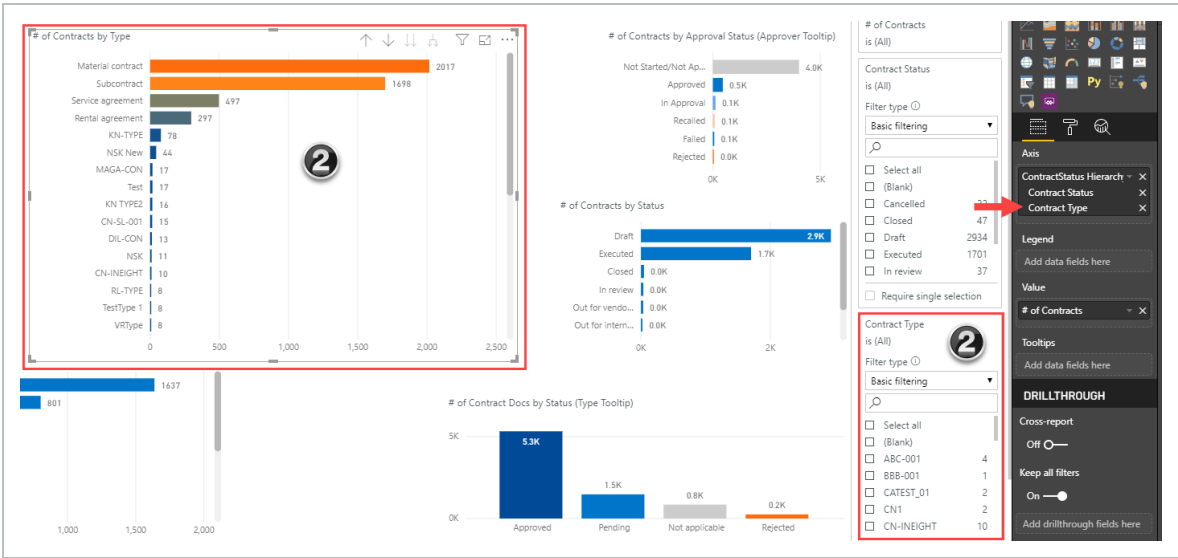 # of Contracts by Type
Material contract 2017
Subcontract 1698
Service agreement 497
Rental agreement 297
KN-TYPE 78
NSK New 44
MAGA-CON 17
Test 17
KN TYPE2 16
CN-SL-001 15
DIL-CON 13
NSK 11
CN-INEIGHT 10
RL-TYPE 8
TestType 1 8
VRType 8
0 500 1,000 1,500 2,000 2,500
2
1637
801
1,000 1,500 2,000
# of Contracts by Approval Status (Approver Tooltip)
Not Started/Not Ap... 4.0K
Approved 0.5K
In Approval 0.1K
Recalled 0.1K
Failed 0.1K
Rejected 0.0K
0K 5K
# of Contracts by Status
Draft 2.9K
Executed 1.7K
Closed 0.0K
In review 0.0K
Out for vendo... 0.0K
Out for intern... 0.0K
0K 2K
# of Contract Docs by Status (Type Tooltip)
5K
0K
5.3K
1.5K
0.8K
0.2K
Approved Pending Not applicable Rejected
# of Contracts
is (All)
Contract Status
is (All)
Filter type
Basic filtering
Select all
(Blank)
Cancelled
Closed 47
Draft 2934
Executed 1701
In review 37
Require single selection
Contract Type
is (All)
2
Filter type
Basic filtering
Select all
(Blank)
ABC-001 4
BBB-001 1
CATEST_01 2
CN1 2
CN-INEIGHT 10
Py
Axis
ContractStatus Hierarch
Contract Status
Contract Type
Legend
Add data fields here
Value
# of Contracts
Tooltips
Add data fields here
DRILLTHROUGH
Cross-report
Off
Keep all filters
On
Add drillthrough fields here